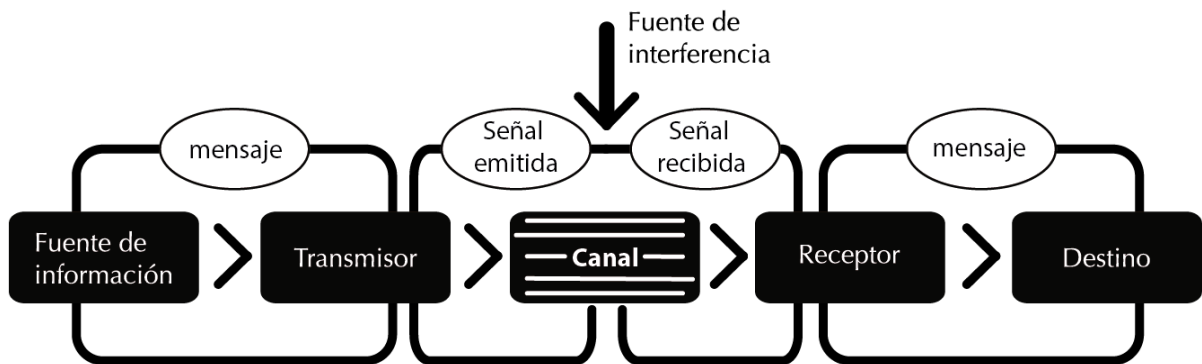 Fuente de
interferencia
mensaje
Señal
emitida
Señal
recibida
mensaje
Fuente de
información
Transmisor
Canal
Receptor
Destino